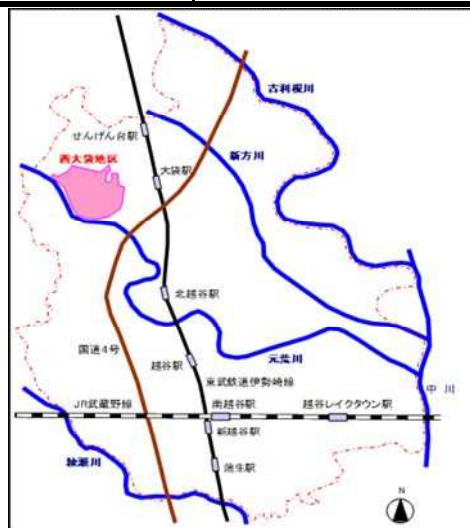 古利根川
せんげん台駅
新方川
西大袋地区
大袋駅
北越谷駅
国道4号
越谷駅
元荒川
東武鉄道伊勢崎線
中川
JR武蔵野線
南越谷駅
越谷レイクタウン駅
新越谷駅
綾瀬川
蒲生駅
N